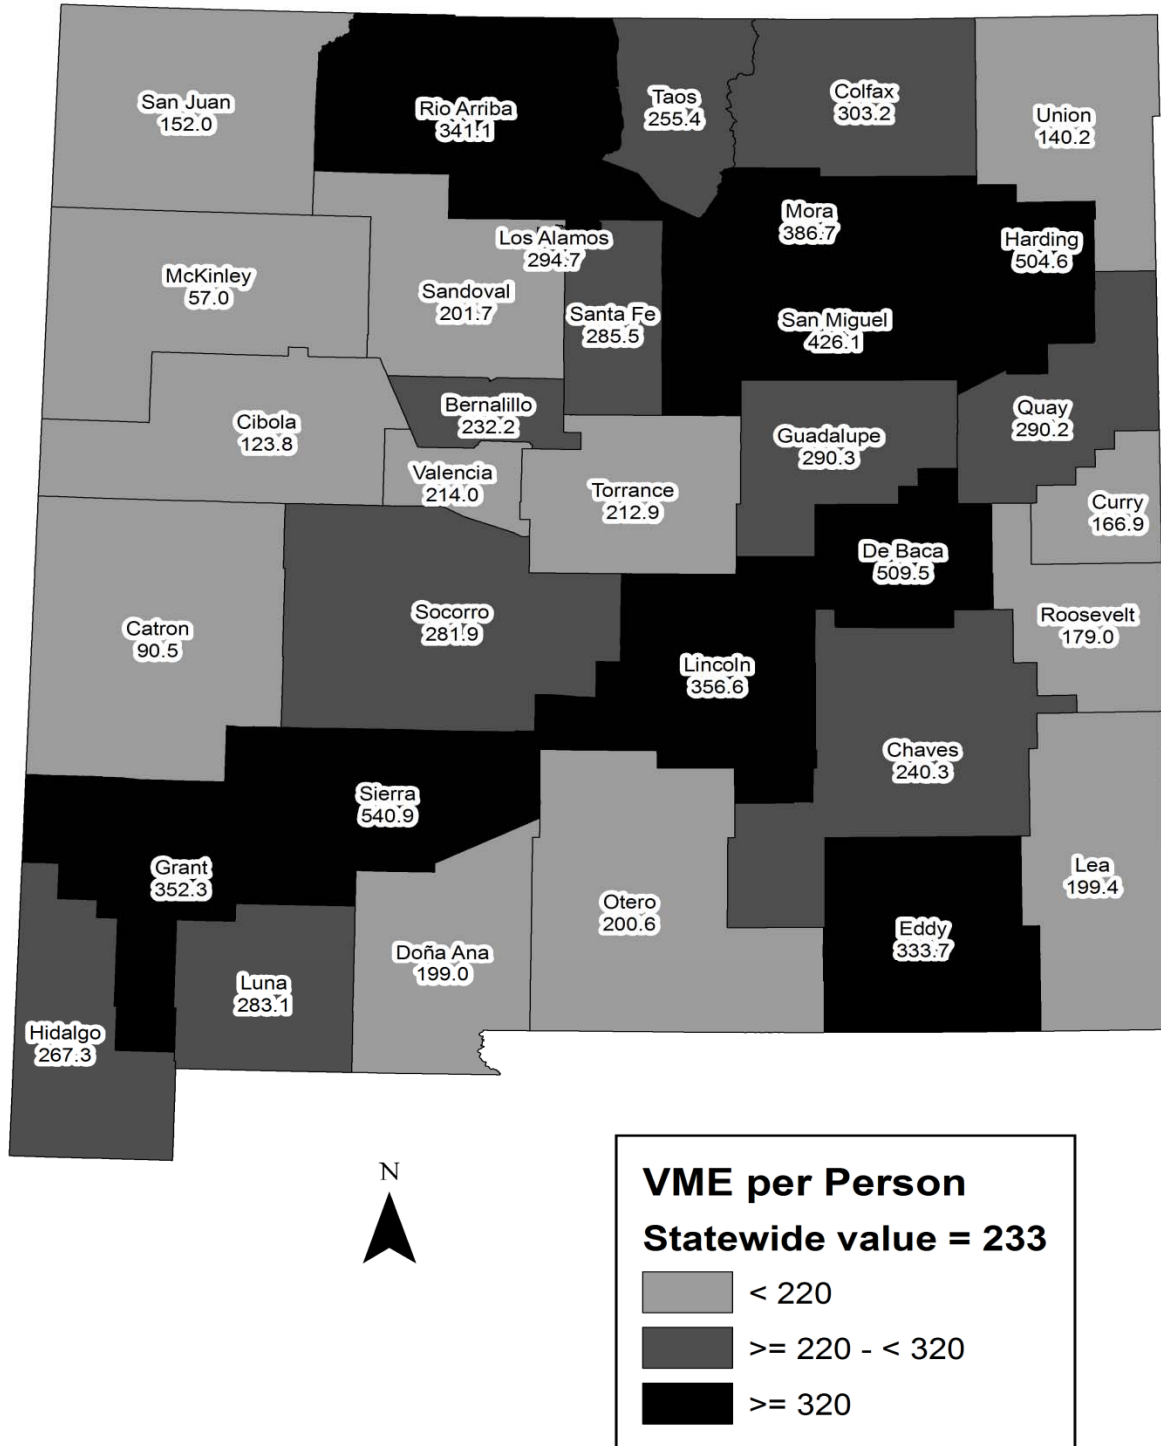 San Juan
152.0
Rio Arriba
341.1
Taos
255.4
Colfax
303.2
Union
140.2
Mora
386.7
Harding
504.6
Los Alamos
294.7
McKinley
57.0
Sandoval
201.7
Santa Fe
285.5
San Miguel
426.1
Bernalillo
232.2
Cibola
123.8
Guadalupe
290.3
Quay
290.2
Valencia
214.0
Torrance
212.9
Curry
166.9
De Baca
509.5
Socorro
281.9
Catron
90.5
Roosevelt
179.0
Lincoln
356.6
Chaves
240.3
Sierra
540.9
Grant
352.3
Lea
199.4
Otero
200.6
Eddy
333.7
Doña Ana
199.0
Luna
283.1
Hidalgo
267.3
N
VME per Person
Statewide value = 233
< 220
>= 220 - < 320
>= 320